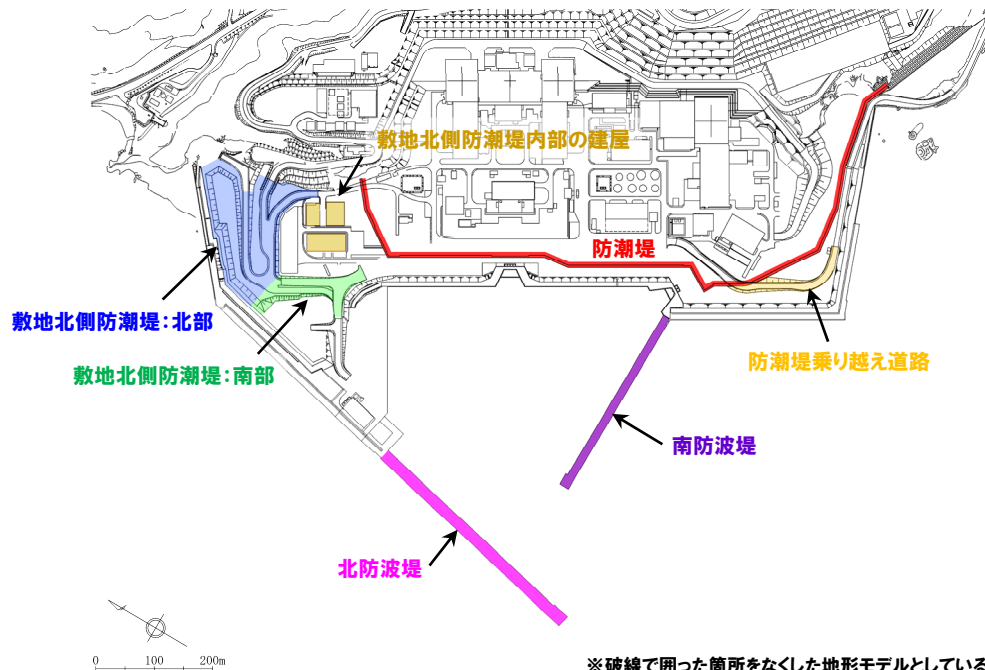 敷地北側防潮堤内部の建屋
防潮堤
敷地北側防潮堤：北部
防潮堤乗り越え道路
敷地北側防潮堤：南部
南防波堤
北防波堤
0 100 200m
※破線で囲った箇所をなくした地形モデルとしている